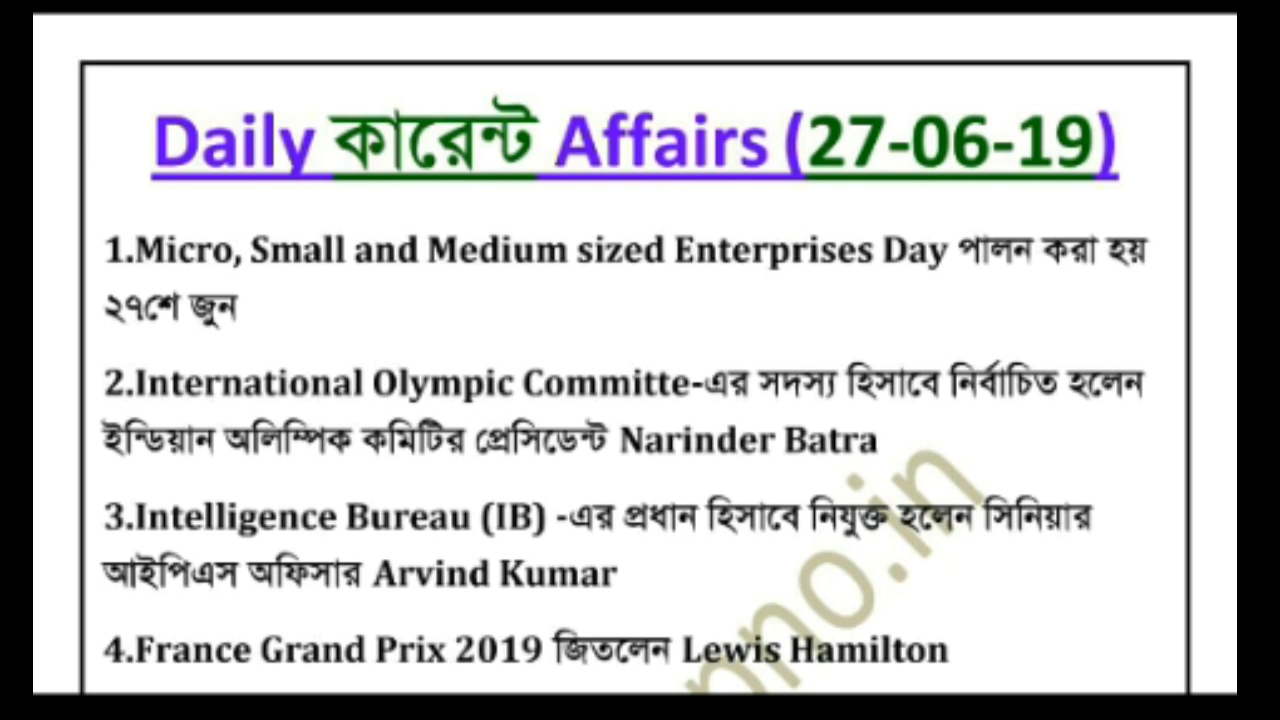 Daily কারেন্ট Affairs (27-06-19)
1.Micro, Small and Medium sized Enterprises Day পালন করা হয়
২৭শে জুন
2.International Olympic Committe-এর সদস্য হিসাবে নির্বাচিত হলেন
ইন্ডিয়ান অলিম্পিক কমিটির প্রেসিডেন্ট Narinder Batra
3.Intelligence Bureau (IB) -এর প্রধান হিসাবে নিযুক্ত হলেন সিনিয়ার
আইপিএস অফিসার Arvind Kumar
4.France Grand Prix 2019 জিতলেন Lewis Hamilton